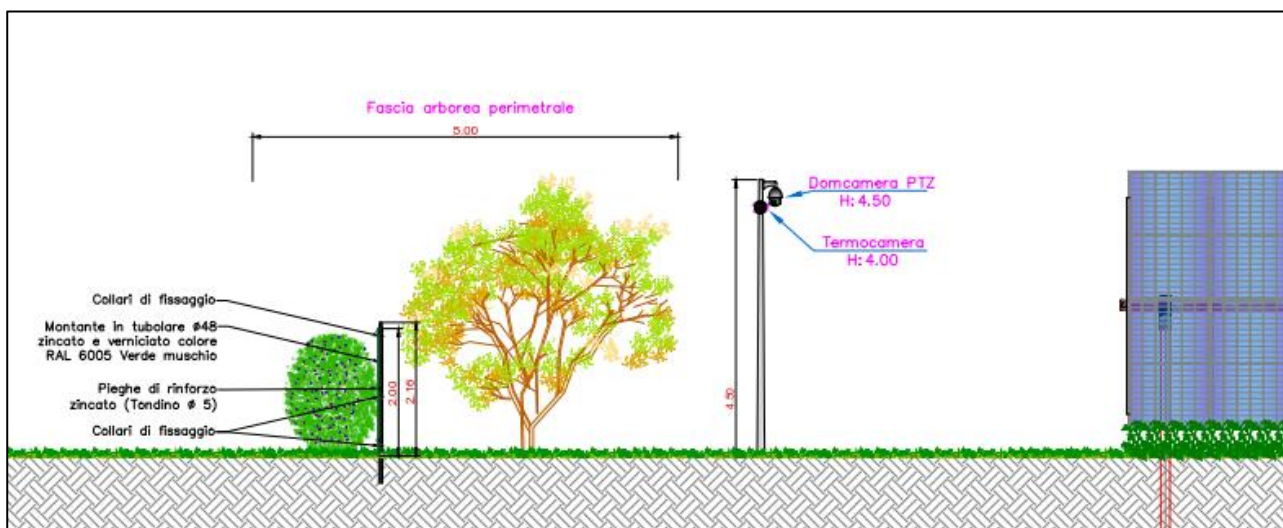 Fascia arborea perimetrale
5.00
Domcamera PTZ
H: 4.50
Termocamera
H: 4.00
Collari di fissaggio
Montante in tubolare ø48
zincato e verniciato colore
RAL 6005 Verde muschio
Pieghe di rinforzo
zincato (Tondino ø 5)
Collari di fissaggio
2.00
2.10
4.50